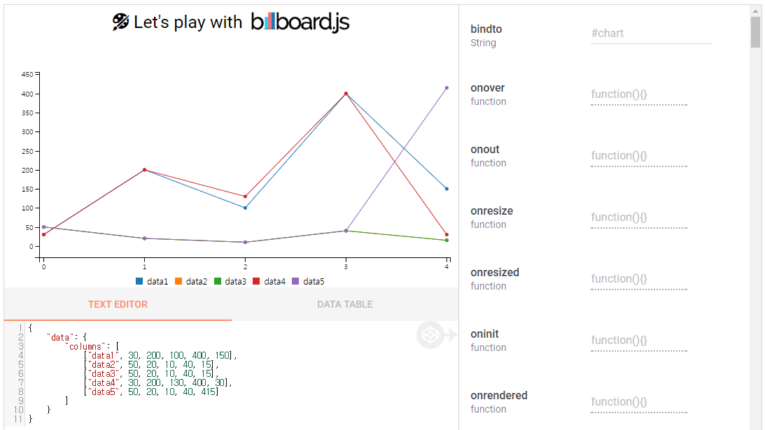 Let's play with billboard.js
450
400
350
300
250
200
150
100
50
0
0 1 2 3 4
data1 data2 data3 data4 data5
TEXT EDITOR DATA TABLE
1 {
2 "data": {
3 "columns": [
4 ["data1", 30, 200, 100, 400, 150],
5 ["data2", 50, 20, 10, 40, 15],
6 ["data3", 50, 20, 10, 40, 15],
7 ["data4", 30, 200, 130, 400, 30],
8 ["data5", 50, 20, 10, 40, 415]
9 ]
10 }
11 }
bindto #chart
String
onover function(){}
function
onout function(){}
function
onresize function(){}
function
onresized function(){}
function
oninit function(){}
function
onrendered function(){}
function